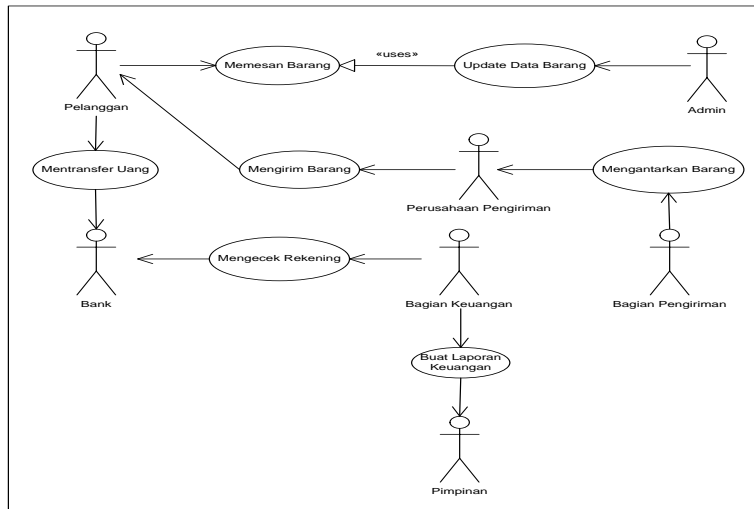 «uses»
Memesan Barang
Update Data Barang
Pelanggan
Admin
Mentransfer Uang
Mengirim Barang
Mengantarkan Barang
Perusahaan Pengiriman
Mengecek Rekening
Bank
Bagian Keuangan
Bagian Pengiriman
Buat Laporan
Keuangan
Pimpinan